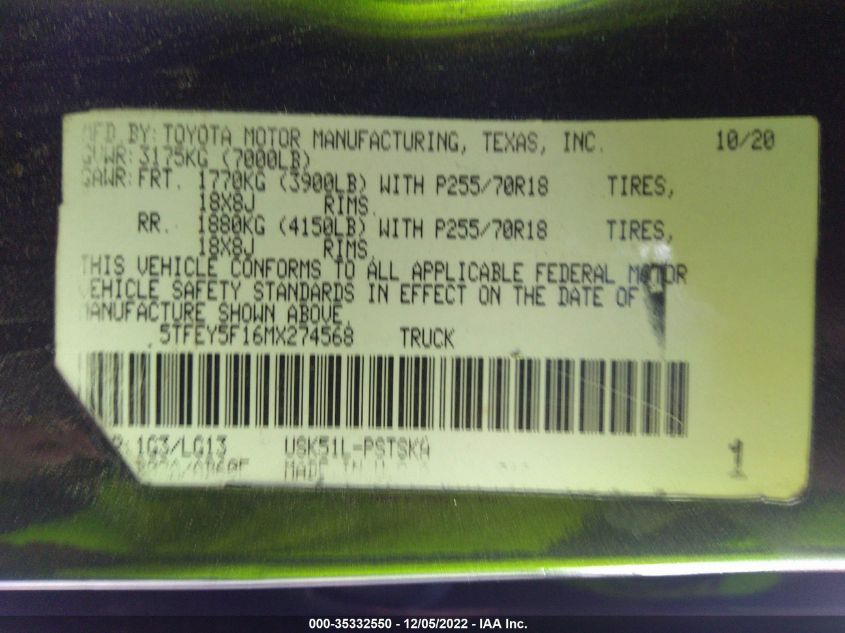 MFD BY: TOYOTA MOTOR MANUFACTURING, TEXAS, INC. 10/20
GVWR: 3175KG (7000LB)
GAWR: FRT. 1770KG (3900LB) WITH P255/70R18 TIRES,
18X8J RIMS,
RR. 1880KG (4150LB) WITH P255/70R18 TIRES,
18X8J RIMS,
THIS VEHICLE CONFORMS TO ALL APPLICABLE FEDERAL MOTOR
VEHICLE SAFETY STANDARDS IN EFFECT ON THE DATE OF
MANUFACTURE SHOWN ABOVE.
5TFEY5F16MX274568 TRUCK
1G3/LG13 USK51L-PSTSKA
MADE IN
1
000-35332550 - 12/05/2022 - IAA Inc.